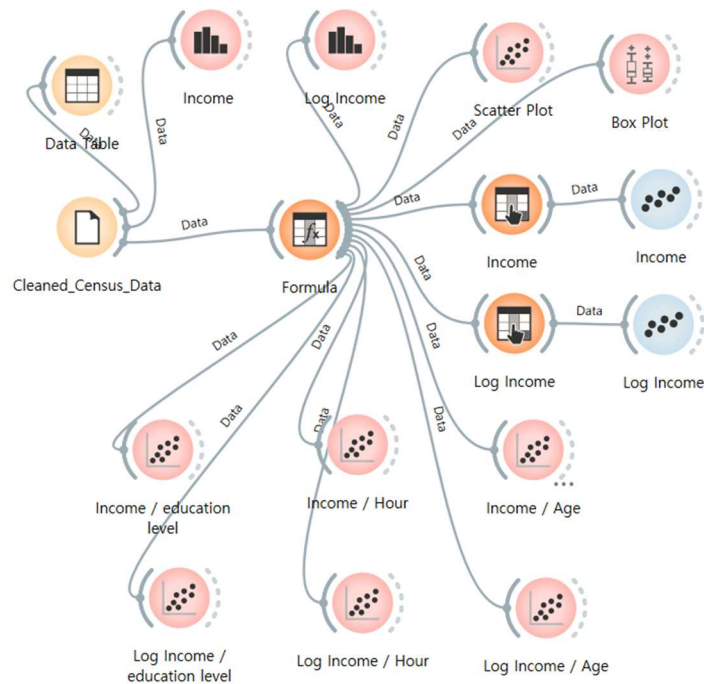 Income
Log Income
Data Table
Scatter Plot
Box Plot
Data
Data
Data
Data
Data
Cleaned_Census_Data
Data
Formula
Data
Income
Data
Income
Data
Log Income
Data
Log Income
Data
Data
Data
Data
Data
Data
Income / education
level
Income / Hour
Income / Age
Log Income /
education level
Log Income / Hour
Log Income / Age
fx